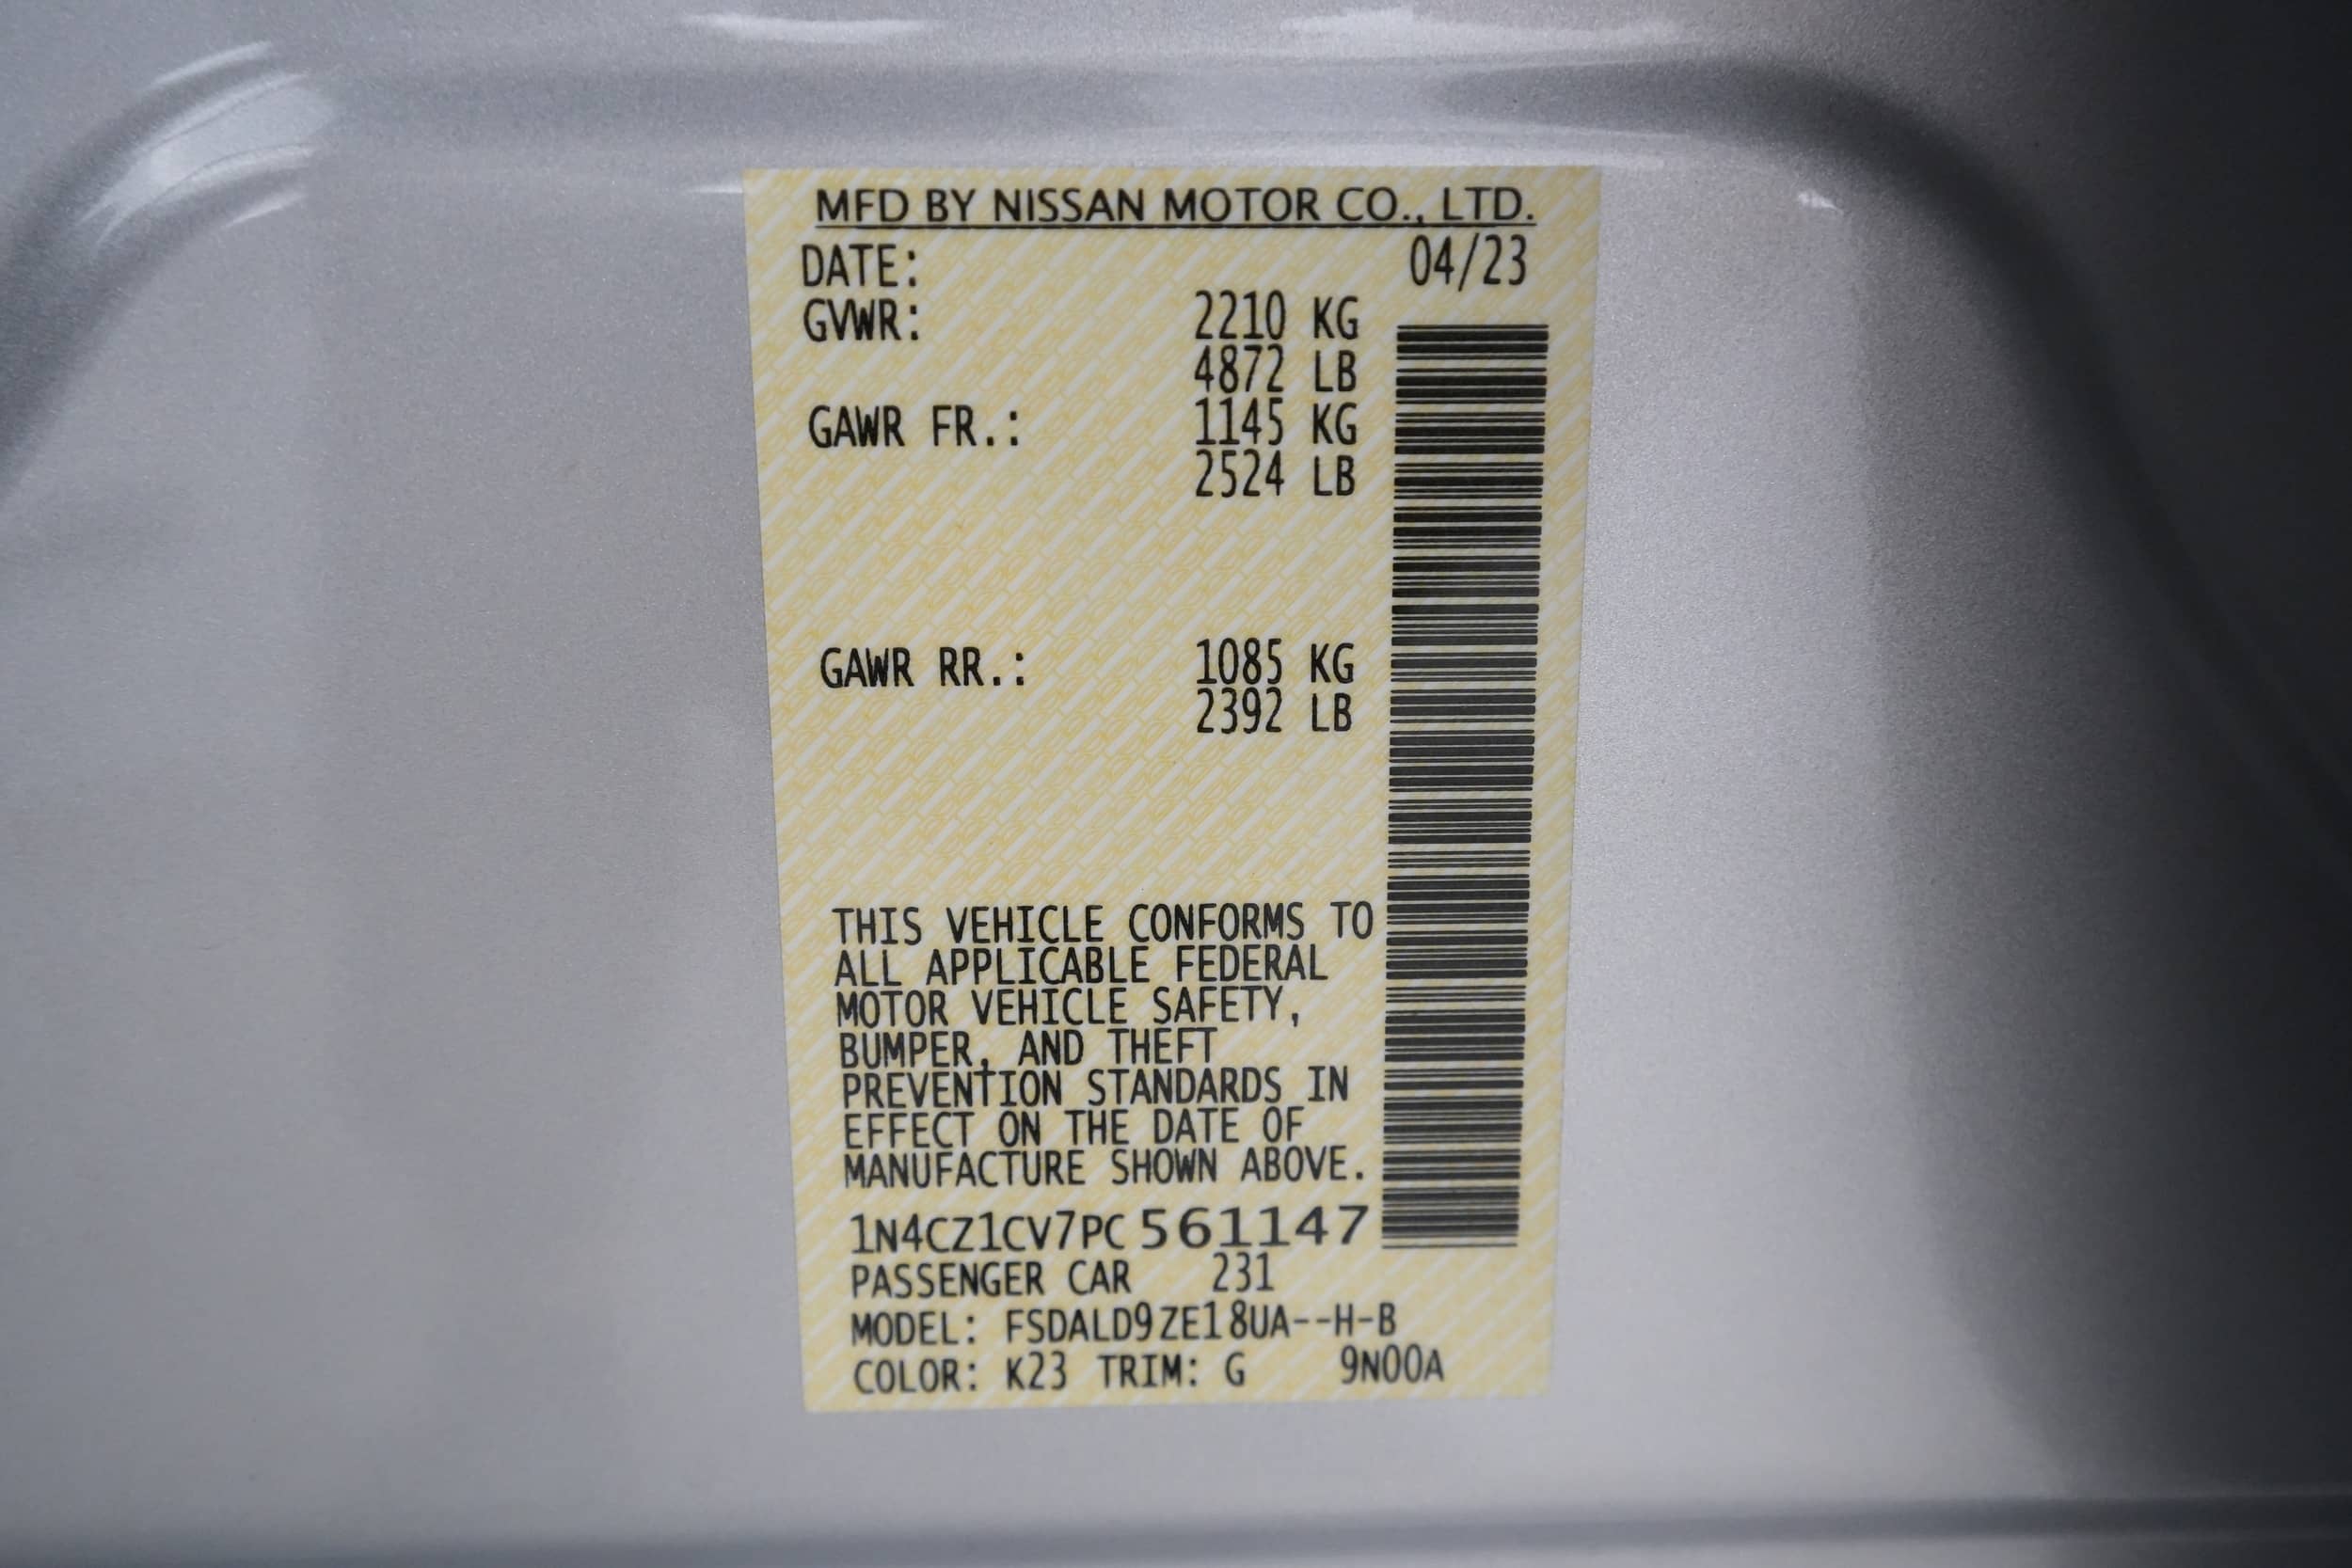 MFD BY NISSAN MOTOR CO., LTD.
DATE: 04/23
GVWR: 2210 KG
4872 LB
GAWR FR.: 1145 KG
2524 LB
GAWR RR.: 1085 KG
2392 LB
THIS VEHICLE CONFORMS TO
ALL APPLICABLE FEDERAL
MOTOR VEHICLE SAFETY,
BUMPER, AND THEFT
PREVENTION STANDARDS IN
EFFECT ON THE DATE OF
MANUFACTURE SHOWN ABOVE.
1N4CZ1CV7PC561147
PASSENGER CAR 231
MODEL: FSDALD9ZE18UA--H-B
COLOR: K23 TRIM: G 9N00A